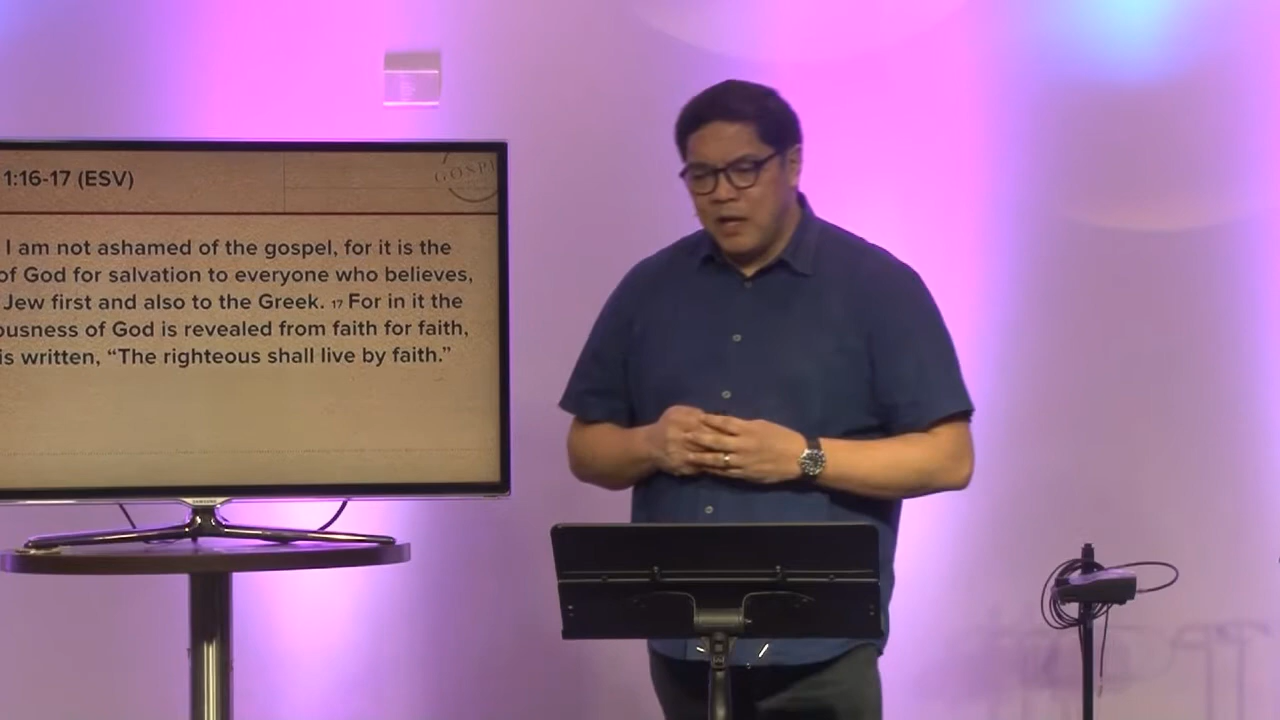 1:16-17 (ESV)
GOSP
I am not ashamed of the gospel, for it is the
of God for salvation to everyone who believes,
Jew first and also to the Greek. 17 For in it the
ousness of God is revealed from faith for faith,
is written, “The righteous shall live by faith.”
SAMSUNG